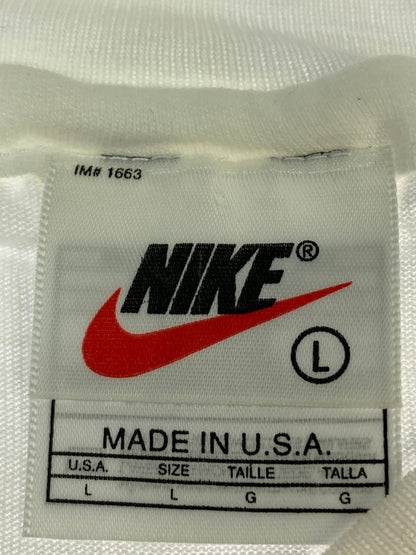 IM# 1663
NIKE®
L
MADE IN U.S.A.
U.S.A. SIZE TAILLE TALLA
L L G G